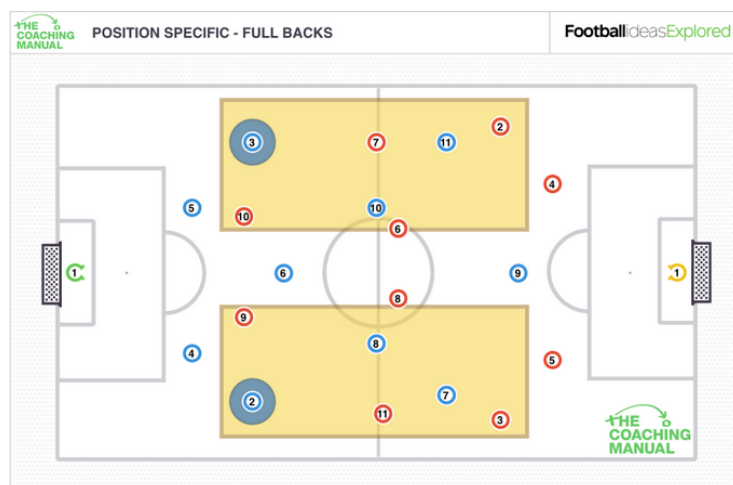 THE
COACHING
MANUAL
POSITION SPECIFIC - FULL BACKS
FootballIdeasExplored
2
3
7
11
4
5
10
10
6
1
6
9
1
8
9
8
4
5
2
7
11
3
THE
COACHING
MANUAL